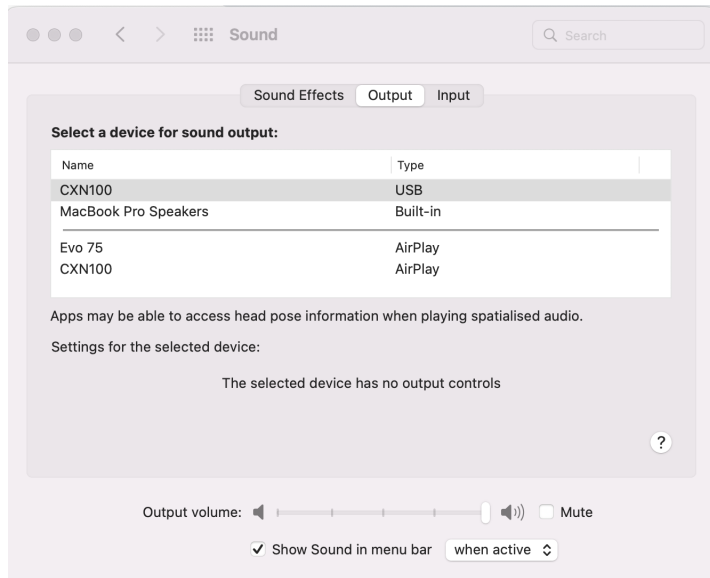 Sound
Search
Sound Effects Output Input
Select a device for sound output:
Name Type
CXN100 USB
MacBook Pro Speakers Built-in
Evo 75 AirPlay
CXN100 AirPlay
Apps may be able to access head pose information when playing spatialised audio.
Settings for the selected device:
The selected device has no output controls
?
Output volume: Mute
Show Sound in menu bar when active